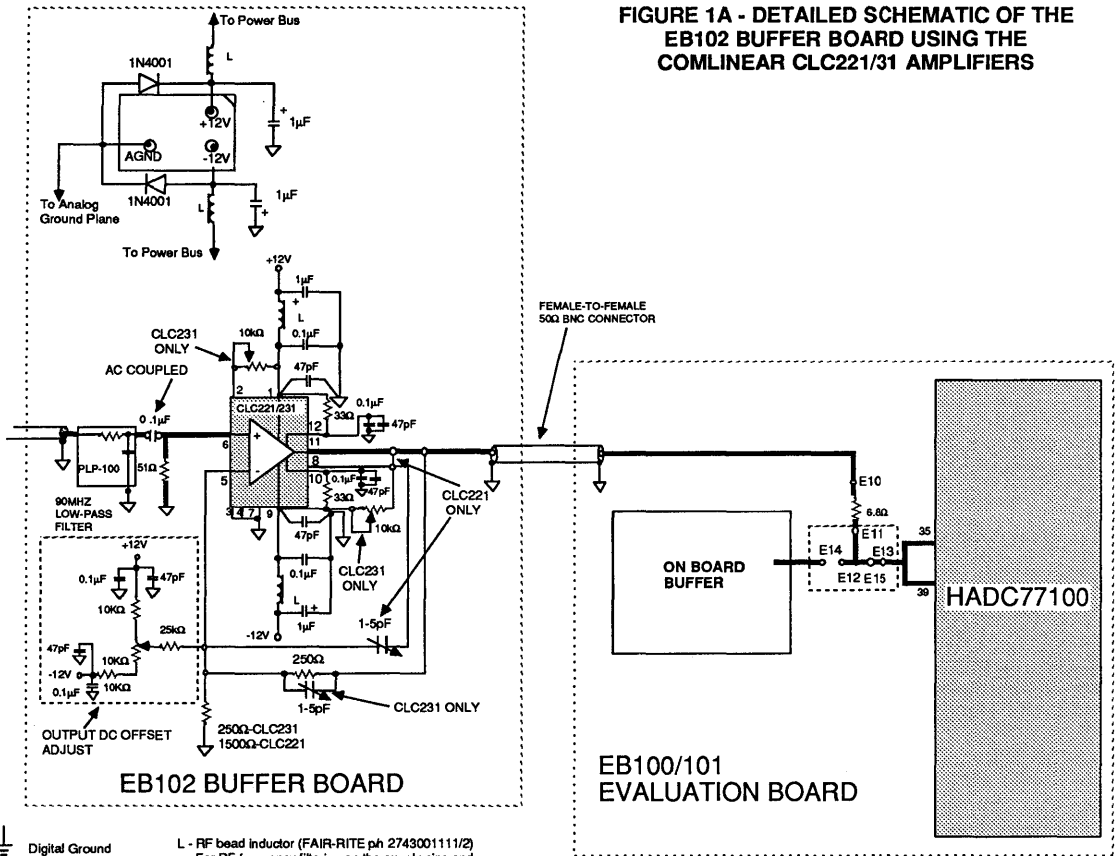 FIGURE 1A - DETAILED SCHEMATIC OF THE
EB102 BUFFER BOARD USING THE
COMLINEAR CLC221/31 AMPLIFIERS
To Power Bus
L
1N4001
+
1µF
+12V
AGND
-12V
1N4001
1µF
+
L
To Analog
Ground Plane
To Power Bus
+12V
1µF
+
L
0.1µF
47pF
CLC231
ONLY
10kΩ
AC COUPLED
0.1µF
2
1
CLC221/231
33Ω
0.1µF
47pF
12
11
6
+
-
5
8
10
PLP-100
51Ω
90MHZ
LOW-PASS
FILTER
0.1µF
47pF
33Ω
3
4
7
9
47pF
10kΩ
CLC221
ONLY
CLC231
ONLY
0.1µF
L
+
1µF
-12V
1-5pF
+12V
0.1µF
47pF
10KΩ
25kΩ
47pF
10KΩ
-12V
10KΩ
0.1µF
250Ω
1-5pF
CLC231 ONLY
OUTPUT DC OFFSET
ADJUST
250Ω-CLC231
1500Ω-CLC221
EB102 BUFFER BOARD
FEMALE-TO-FEMALE
50Ω BNC CONNECTOR
E10
6.8Ω
E11
E14
E13
E12
E15
35
39
ON BOARD
BUFFER
HADC77100
EB100/101
EVALUATION BOARD
Digital Ground
L - RF bead inductor (FAIR-RITE ph 2743001111/2)